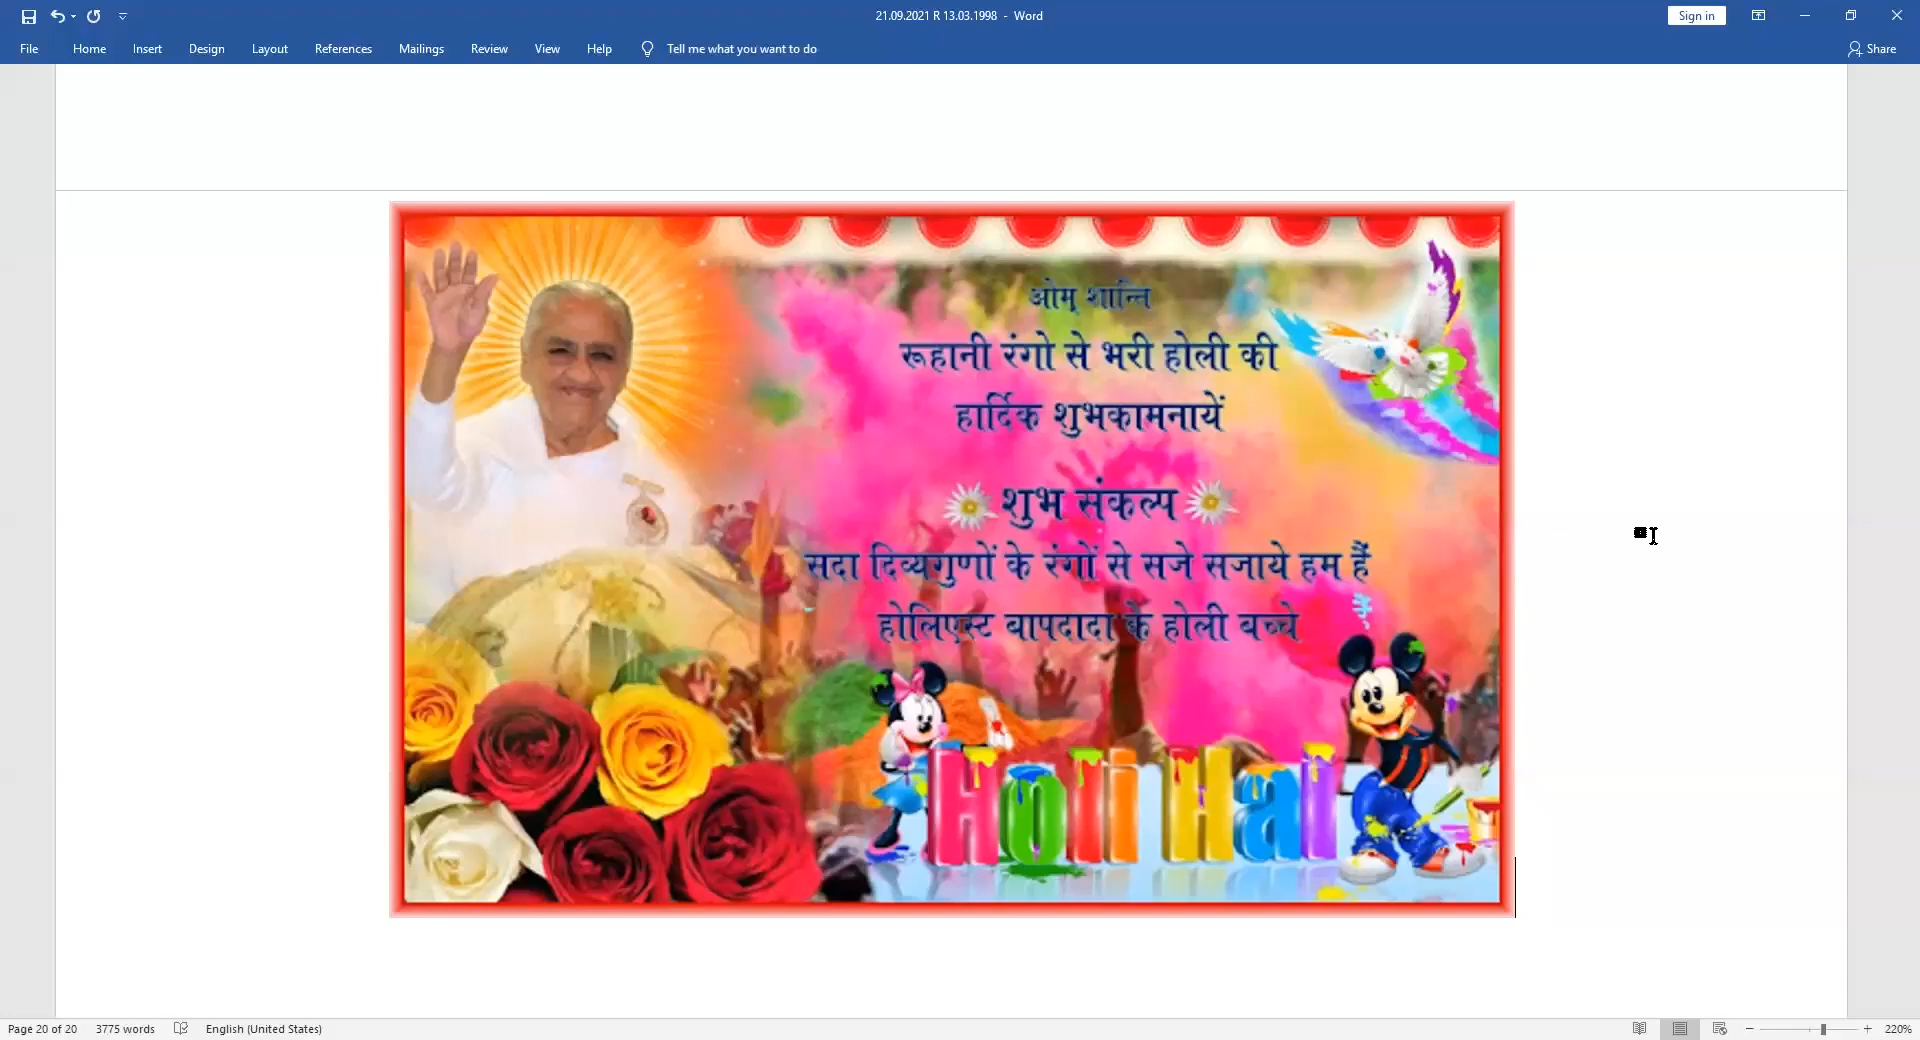 21.09.2021 R 13.03.1998 - Word
Sign in
File Home Insert Design Layout References Mailings Review View Help Tell me what you want to do Share
ओम् शान्ति
रूहानी रंगो से भरी होली की
हार्दिक शुभकामनायें
शुभ संकल्प
सदा दिव्यगुणों के रंगों से सजे सजाये हम हैं
होलिएस्ट बापदादा के होली बच्चे
Holi Hai
Page 20 of 20 3775 words English (United States) 220%